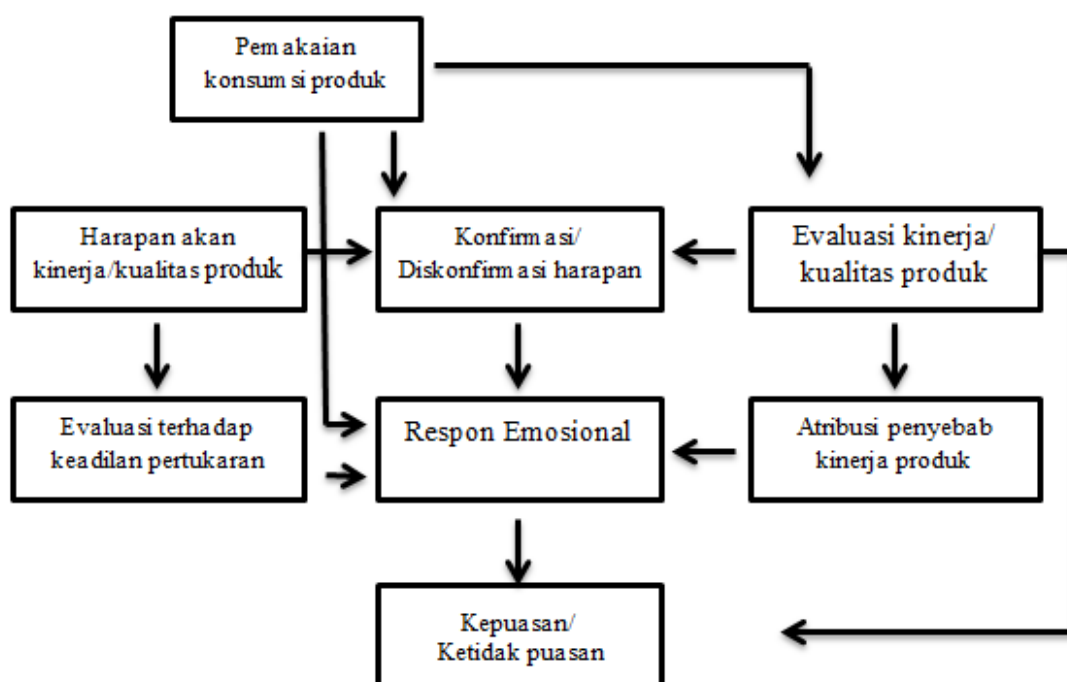 Pemakaian
konsumsi produk
Harapan akan
kinerja/kualitas produk
Konfirmasi/
Diskonfirmasi harapan
Evaluasi kinerja/
kualitas produk
Evaluasi terhadap
keadilan pertukaran
Respon Emosional
Atribusi penyebab
kinerja produk
Kepuasan/
Ketidak puasan